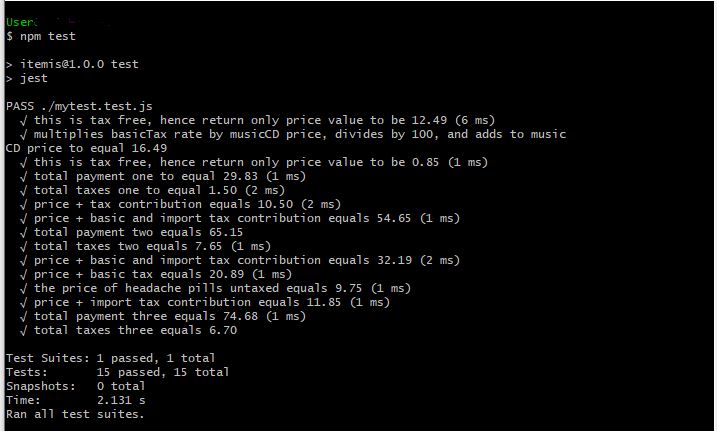 User
$ npm test
> itemis@1.0.0 test
> jest
PASS ./mytest.test.js
√ this is tax free, hence return only price value to be 12.49 (6 ms)
√ multiplies basicTax rate by musicCD price, divides by 100, and adds to music
CD price to equal 16.49
√ this is tax free, hence return only price value to be 0.85 (1 ms)
√ total payment one to equal 29.83 (1 ms)
√ total taxes one to equal 1.50 (2 ms)
√ price + tax contribution equals 10.50 (2 ms)
√ price + basic and import tax contribution equals 54.65 (1 ms)
√ total payment two equals 65.15
√ total taxes two equals 7.65 (1 ms)
√ price + basic and import tax contribution equals 32.19 (2 ms)
√ price + basic tax equals 20.89 (1 ms)
√ the price of headache pills untaxed equals 9.75 (1 ms)
√ price + import tax contribution equals 11.85 (1 ms)
√ total payment three equals 74.68 (1 ms)
√ total taxes three equals 6.70
Test Suites: 1 passed, 1 total
Tests:       15 passed, 15 total
Snapshots:   0 total
Time:        2.131 s
Ran all test suites.